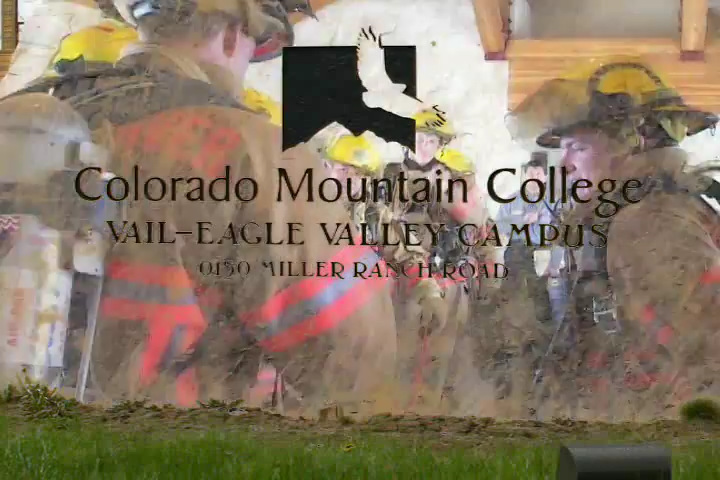 Colorado Mountain College
VAIL-EAGLE VALLEY CAMPUS
0150 MILLER RANCH ROAD